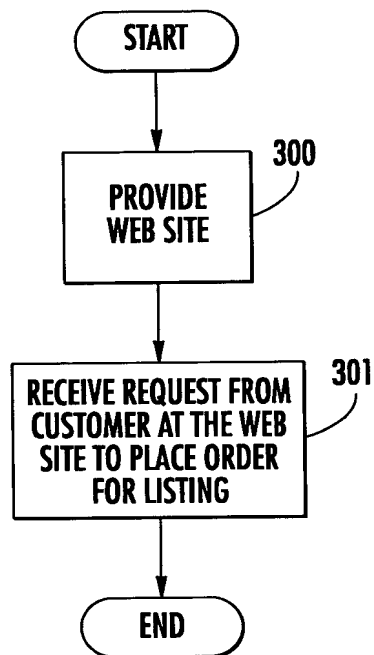 START
300
PROVIDE
WEB SITE
301
RECEIVE REQUEST FROM
CUSTOMER AT THE WEB
SITE TO PLACE ORDER
FOR LISTING
END